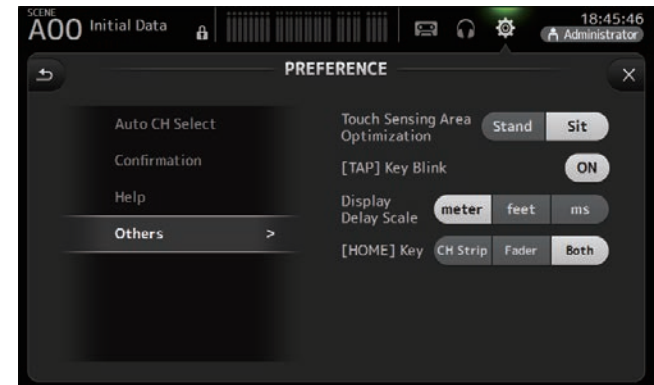 SCENE
A00 Initial Data
18:45:46
Administrator
PREFERENCE
Auto CH Select
Confirmation
Help
Others >
Touch Sensing Area
Optimization
Stand Sit
[TAP] Key Blink ON
Display
Delay Scale
meter feet ms
[HOME] Key CH Strip Fader Both